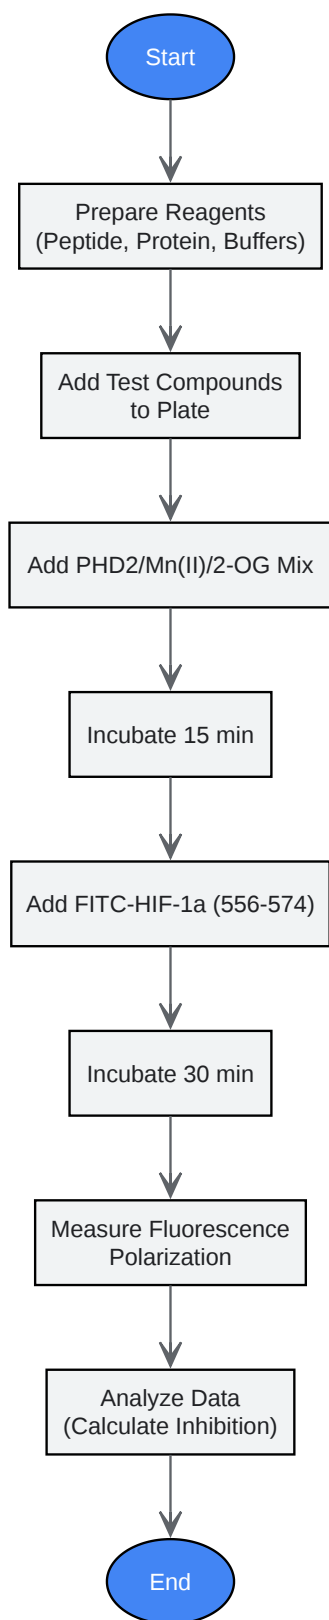 Start
Prepare Reagents
(Peptide, Protein, Buffers)
Add Test Compounds
to Plate
Add PHD2/Mn(II)/2-OG Mix
Incubate 15 min
Add FITC-HIF-1a (556-574)
Incubate 30 min
Measure Fluorescence
Polarization
Analyze Data
(Calculate Inhibition)
End